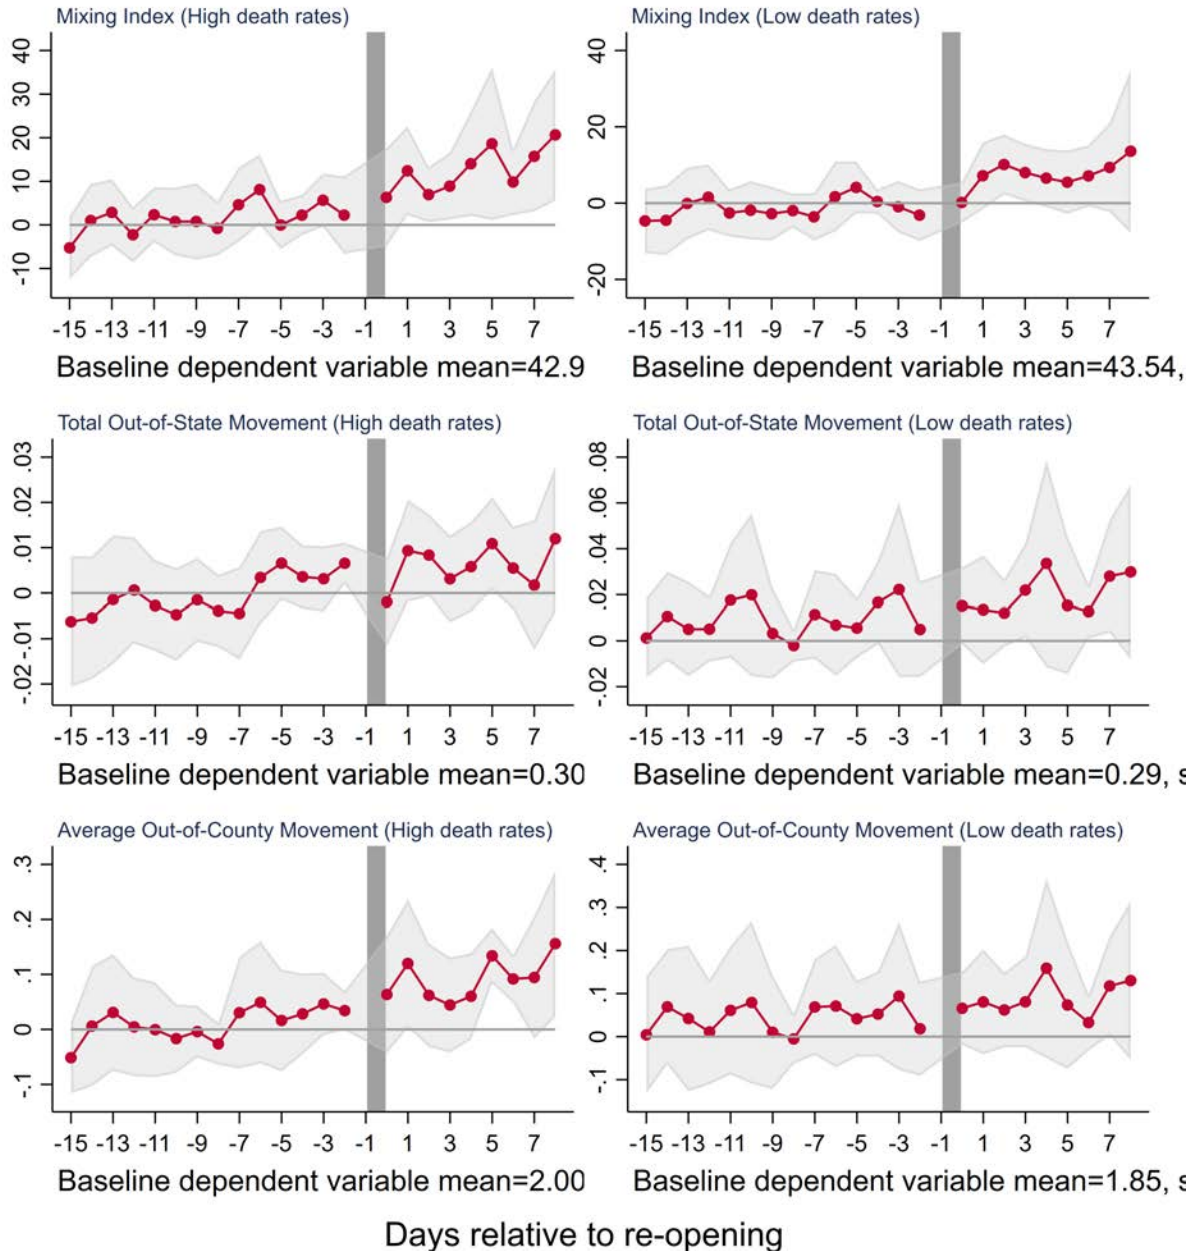 Mixing Index (High death rates)
40
30
20
10
0
-10
-15 -13 -11 -9 -7 -5 -3 -1 1 3 5 7
Baseline dependent variable mean=42.9
Mixing Index (Low death rates)
40
20
0
-20
-15 -13 -11 -9 -7 -5 -3 -1 1 3 5 7
Baseline dependent variable mean=43.54,
Total Out-of-State Movement (High death rates)
.03
.02
.01
0
-.01
-.02
-15 -13 -11 -9 -7 -5 -3 -1 1 3 5 7
Baseline dependent variable mean=0.30
Total Out-of-State Movement (Low death rates)
.08
.06
.04
.02
0
-.02
-15 -13 -11 -9 -7 -5 -3 -1 1 3 5 7
Baseline dependent variable mean=0.29, s
Average Out-of-County Movement (High death rates)
.3
.2
.1
0
-.1
-15 -13 -11 -9 -7 -5 -3 -1 1 3 5 7
Baseline dependent variable mean=2.00
Average Out-of-County Movement (Low death rates)
.4
.3
.2
.1
0
-.1
-15 -13 -11 -9 -7 -5 -3 -1 1 3 5 7
Baseline dependent variable mean=1.85, s
Days relative to re-opening